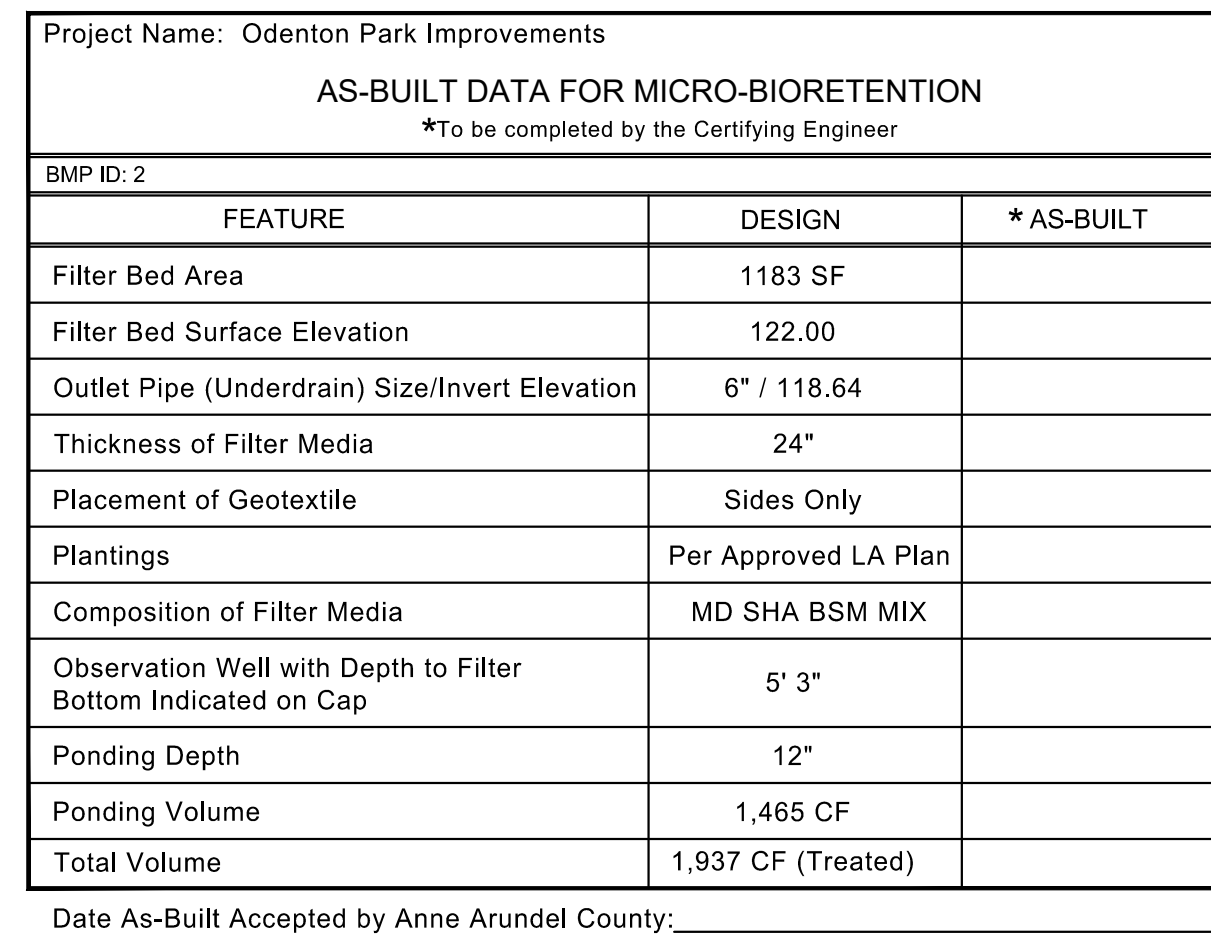 Project Name: Odenton Park Improvements
AS-BUILT DATA FOR MICRO-BIORETENTION
*To be completed by the Certifying Engineer
BMP ID: 2
FEATURE DESIGN * AS-BUILT
Filter Bed Area 1183 SF
Filter Bed Surface Elevation 122.00
Outlet Pipe (Underdrain) Size/Invert Elevation 6" / 118.64
Thickness of Filter Media 24"
Placement of Geotextile Sides Only
Plantings Per Approved LA Plan
Composition of Filter Media MD SHA BSM MIX
Observation Well with Depth to Filter
Bottom Indicated on Cap 5' 3"
Ponding Depth 12"
Ponding Volume 1,465 CF
Total Volume 1,937 CF (Treated)
Date As-Built Accepted by Anne Arundel County: